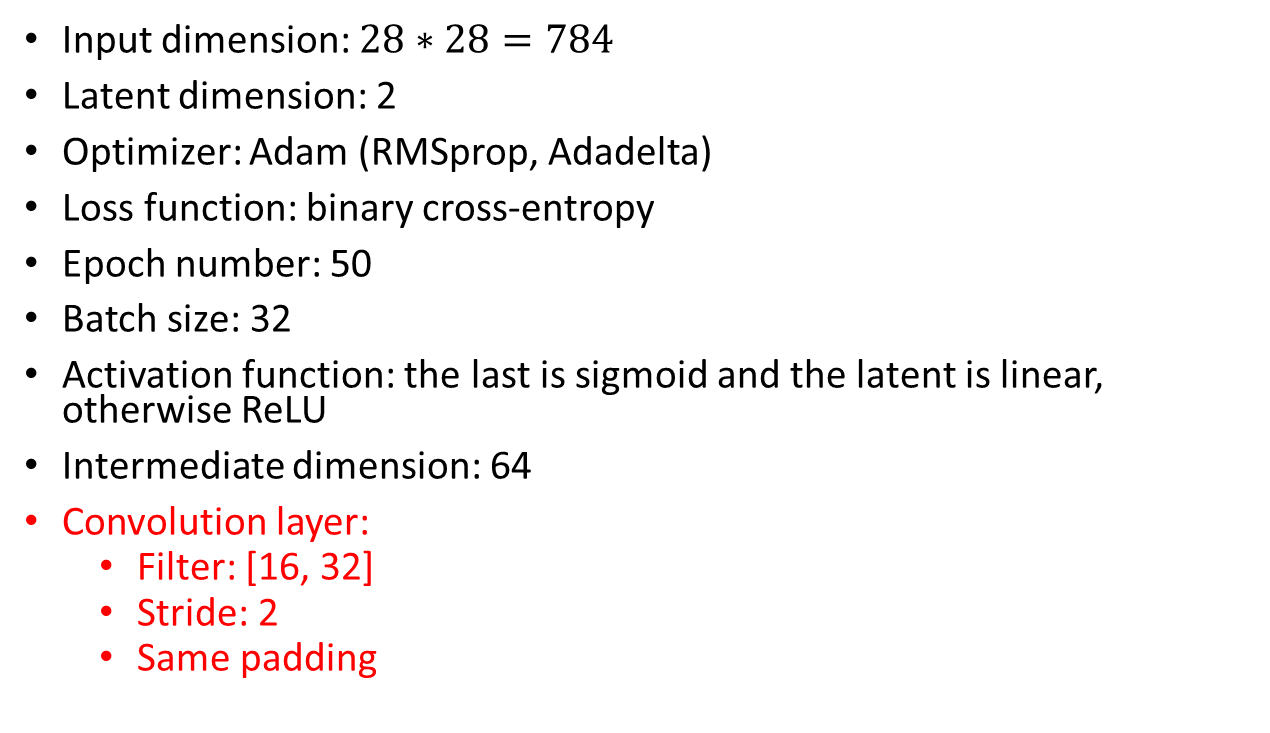 • Input dimension: 28 ∗ 28 = 784
• Latent dimension: 2
• Optimizer: Adam (RMSprop, Adadelta)
• Loss function: binary cross-entropy
• Epoch number: 50
• Batch size: 32
• Activation function: the last is sigmoid and the latent is linear,
otherwise ReLU
• Intermediate dimension: 64
• Convolution layer:
• Filter: [16, 32]
• Stride: 2
• Same padding